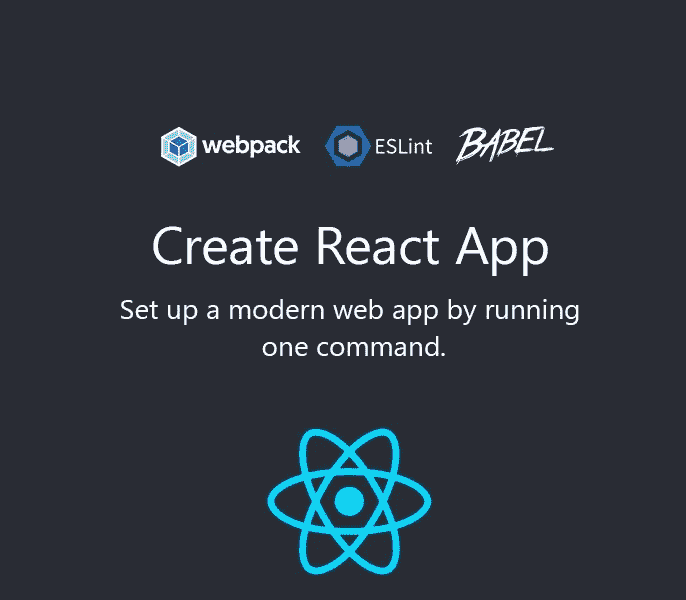 webpack ESLint BABEL
Create React App
Set up a modern web app by running
one command.